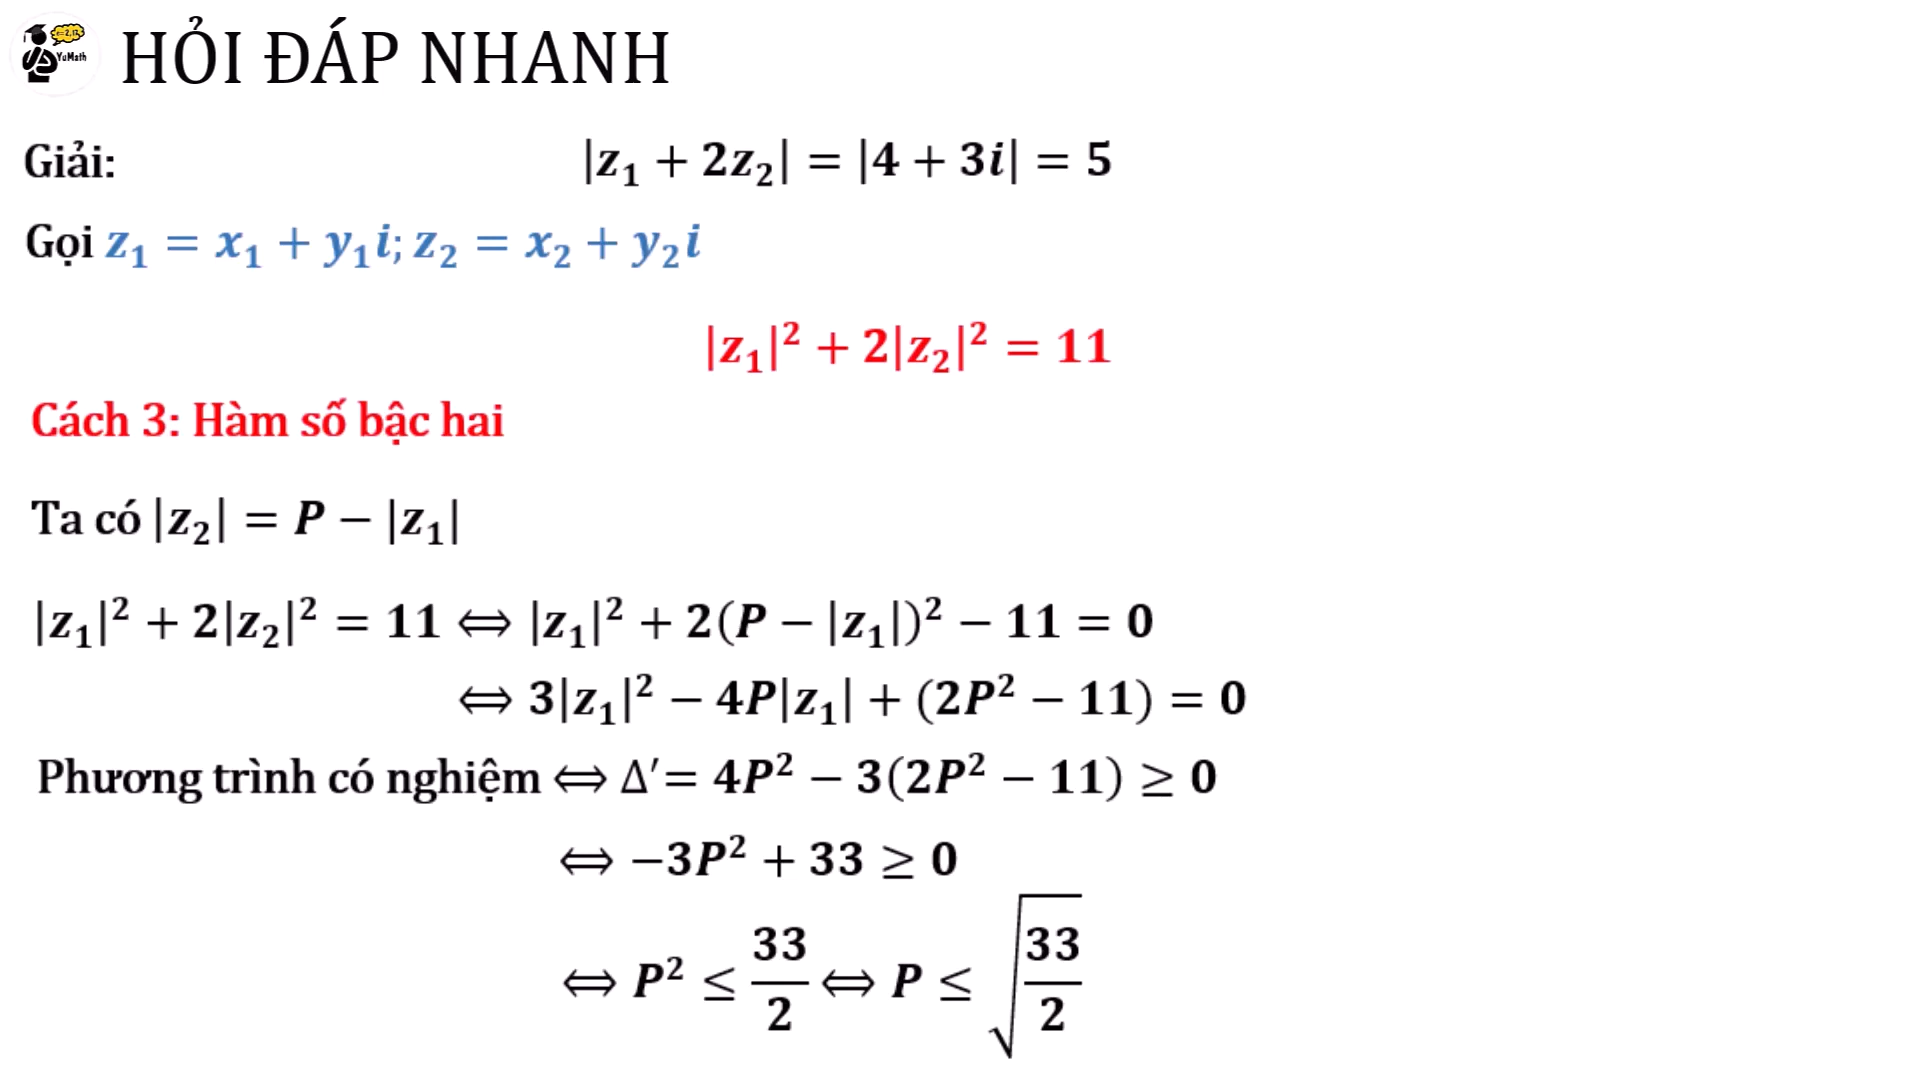 YuMath
HỎI ĐÁP NHANH
Giải: |z₁ + 2z₂| = |4 + 3i| = 5
Gọi z₁ = x₁ + y₁i; z₂ = x₂ + y₂i
|z₁|² + 2|z₂|² = 11
Cách 3: Hàm số bậc hai
Ta có |z₂| = P − |z₁|
|z₁|² + 2|z₂|² = 11 ⟺ |z₁|² + 2(P − |z₁|)² − 11 = 0
⟺ 3|z₁|² − 4P|z₁| + (2P² − 11) = 0
Phương trình có nghiệm ⟺ Δ′= 4P² − 3(2P² − 11) ≥ 0
⟺ −3P² + 33 ≥ 0
⟺ P² ≤ 33/2 ⟺ P ≤ √(33/2)